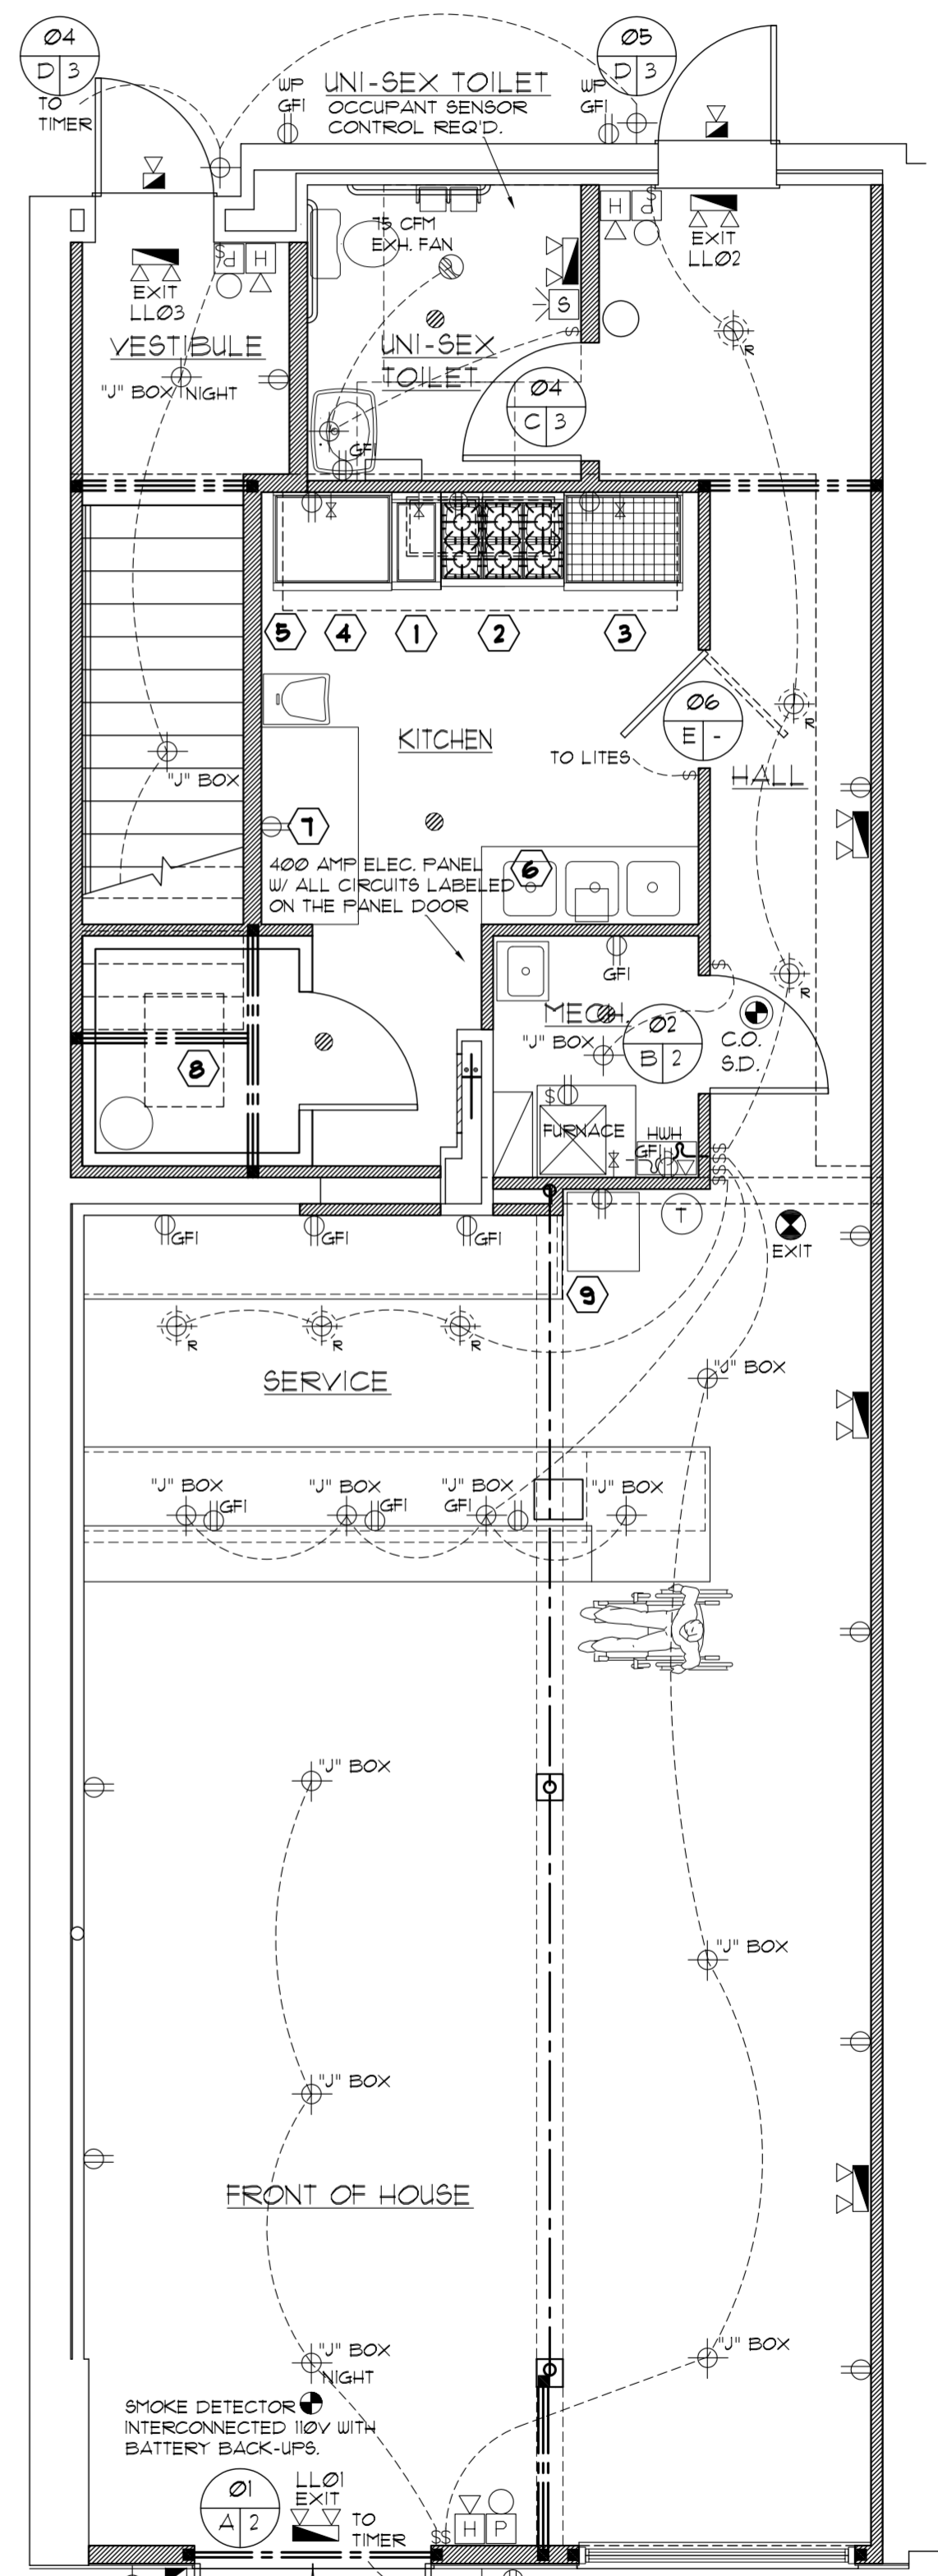 Ø4
D 3
TO
TIMER
WP
GFI
UNI-SEX TOILET
OCCUPANT SENSOR
CONTROL REQ'D.
WP
GFI
Ø5
D 3
75 CFM
EXH. FAN
H P
$
EXIT
LLØ2
$
P H
EXIT
LLØ3
VESTIBULE
"J" BOX NIGHT
S
$
UNI-SEX
TOILET
R
Ø4
C 3
GFI
5
4
1
2
3
KITCHEN
Ø6
E -
R
TO LITES
$
HALL
"J" BOX
7
400 AMP ELEC. PANEL
W/ ALL CIRCUITS LABELED
ON THE PANEL DOOR
6
GFI
$
R
MECH.
"J" BOX
Ø2
B 2
C.O.
S.D.
8
$
FURNACE
HWH
GFI
$
$
$
$
T
EXIT
GFI
GFI
GFI
9
R
R
R
"J" BOX
SERVICE
"J" BOX
"J" BOX
"J" BOX
"J" BOX
GFI
GFI
GFI
"J" BOX
"J" BOX
"J" BOX
FRONT OF HOUSE
"J" BOX
"J" BOX
NIGHT
SMOKE DETECTOR
INTERCONNECTED 110V WITH
BATTERY BACK-UPS.
Ø1
A 2
LLØ1
EXIT
TO
TIMER
$$
H P